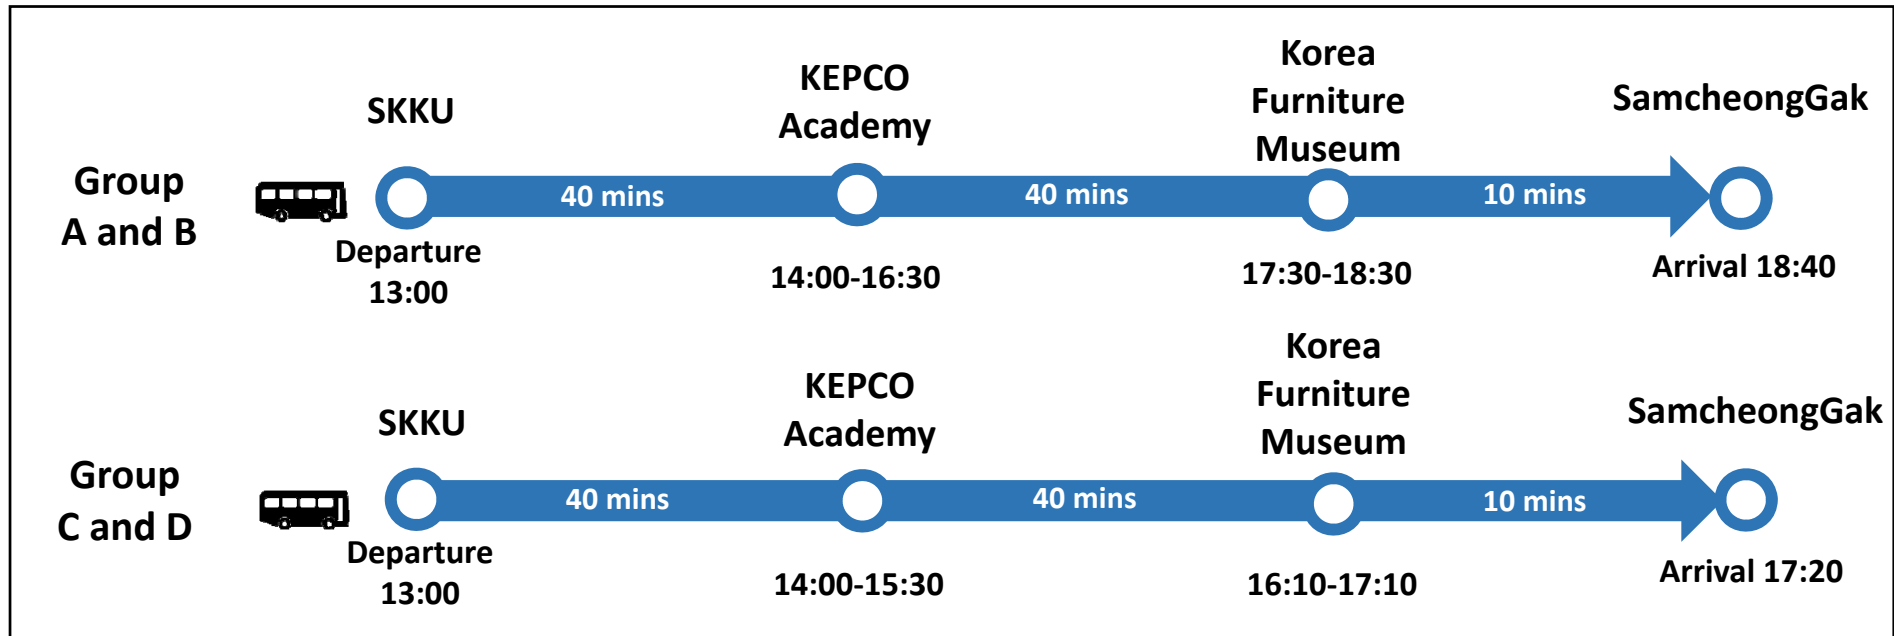 Group
A and B
SKKU
Departure
13:00
40 mins
KEPCO
Academy
14:00-16:30
40 mins
Korea
Furniture
Museum
17:30-18:30
10 mins
SamcheongGak
Arrival 18:40
Group
C and D
SKKU
Departure
13:00
40 mins
KEPCO
Academy
14:00-15:30
40 mins
Korea
Furniture
Museum
16:10-17:10
10 mins
SamcheongGak
Arrival 17:20